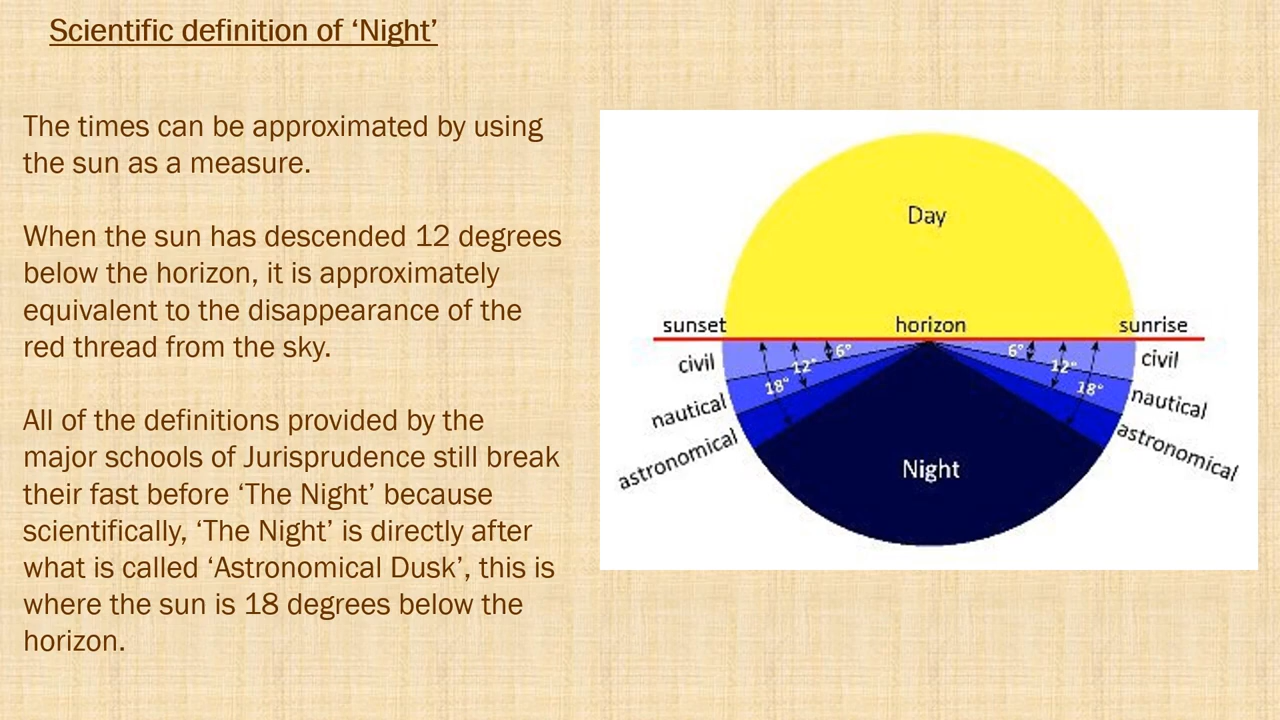 Scientific definition of ‘Night’
The times can be approximated by using
the sun as a measure.
When the sun has descended 12 degrees
below the horizon, it is approximately
equivalent to the disappearance of the
red thread from the sky.
All of the definitions provided by the
major schools of Jurisprudence still break
their fast before ‘The Night’ because
scientifically, ‘The Night’ is directly after
what is called ‘Astronomical Dusk’, this is
where the sun is 18 degrees below the
horizon.
Day
sunset horizon sunrise
civil 6° 6° civil
12° 12°
18° 18°
nautical nautical
astronomical astronomical
Night